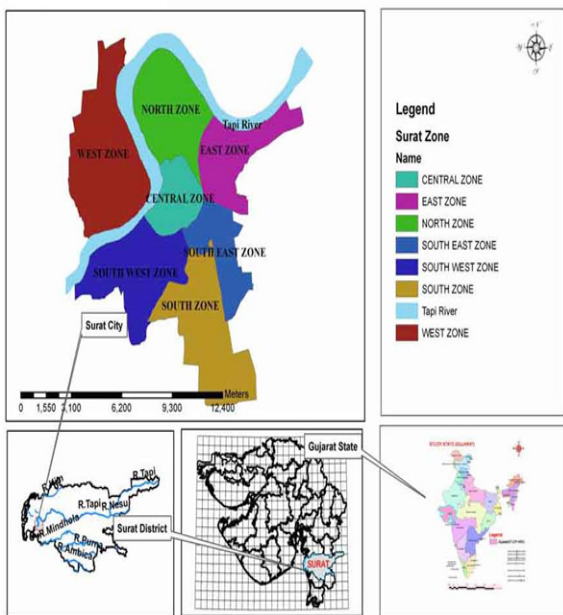 NORTH ZONE
Tapi River
WEST ZONE
EAST ZONE
CENTRAL ZONE
SOUTH EAST ZONE
SOUTH WEST ZONE
SOUTH ZONE
Surat City
Meters
0 1,550 3,100 6,200 9,300 12,400
Legend
Surat Zone
Name
CENTRAL ZONE
EAST ZONE
NORTH ZONE
SOUTH EAST ZONE
SOUTH WEST ZONE
SOUTH ZONE
Tapi River
WEST ZONE
R.Tapi
R.Tapi
R.Nesu
R.Mindhola
R.Purna
R.Ambica
Surat District
SURAT
Gujarat State